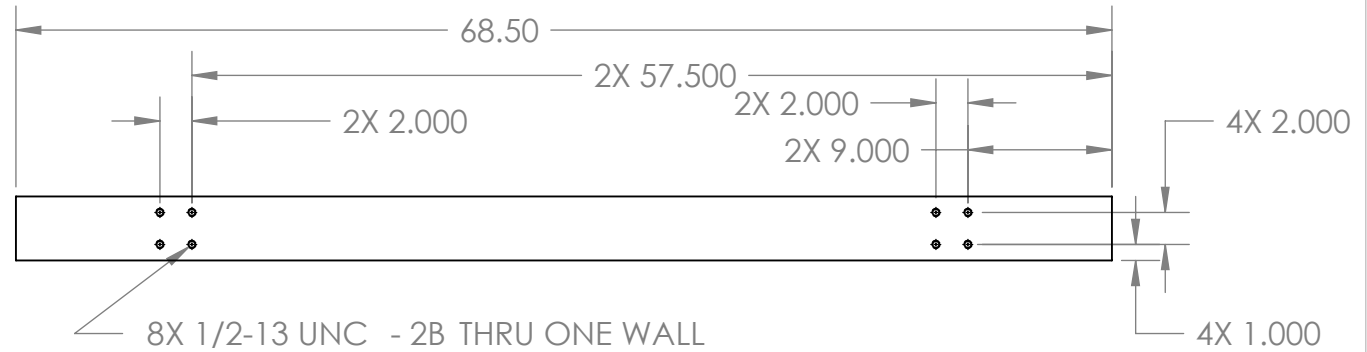 68.50
2X 57.500
2X 2.000
2X 2.000
4X 2.000
2X 9.000
8X 1/2-13 UNC - 2B THRU ONE WALL
4X 1.000